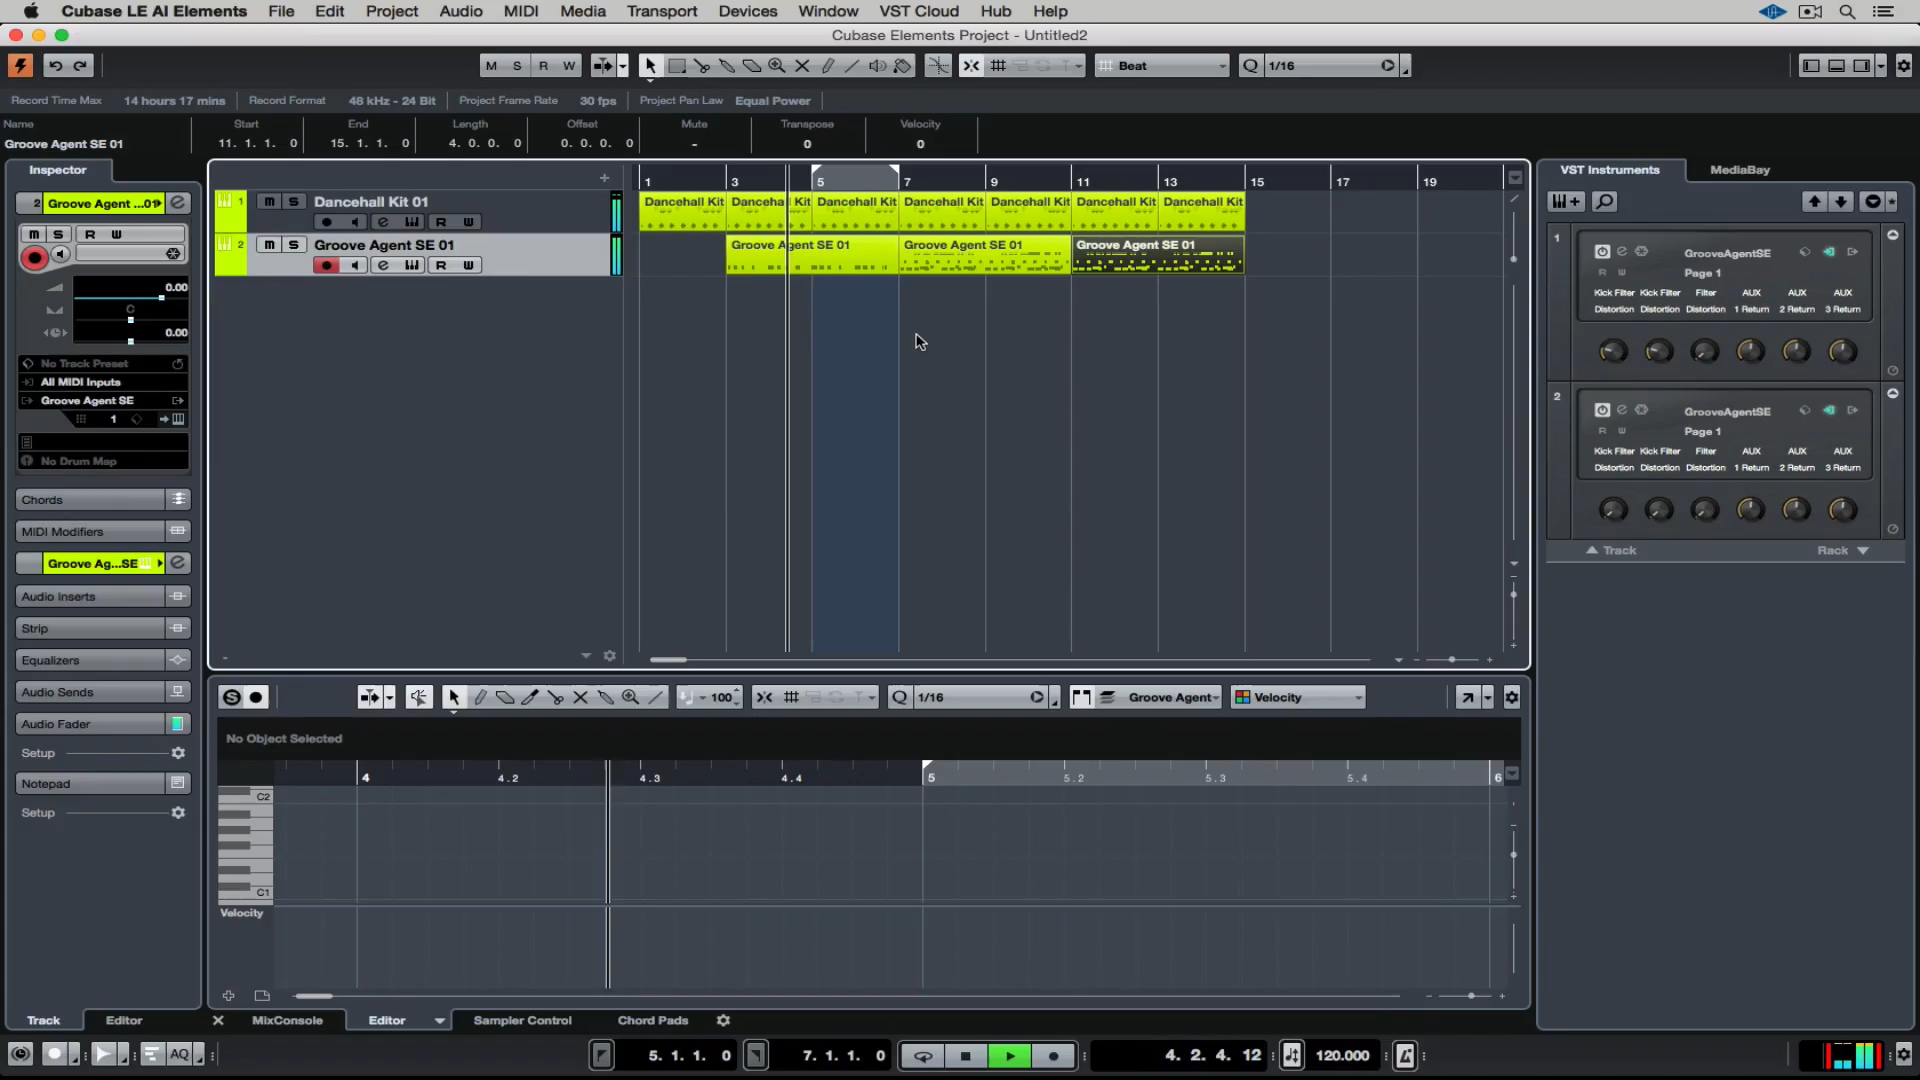 Cubase LE AI Elements File Edit Project Audio MIDI Media Transport Devices Window VST Cloud Hub Help
Cubase Elements Project - Untitled2
M S R W Beat Q 1/16
Record Time Max 14 hours 17 mins Record Format 48 kHz - 24 Bit Project Frame Rate 30 fps Project Pan Law Equal Power
Name Start End Length Offset Mute Transpose Velocity
Groove Agent SE 01 11. 1. 1. 0 15. 1. 1. 0 4. 0. 0. 0 0. 0. 0. 0 - 0 0
Inspector
2 Groove Agent ...01
m S R W
0.00
C
0.00
No Track Preset
All MIDI Inputs
Groove Agent SE
1
No Drum Map
Chords
MIDI Modifiers
Groove Ag...SE
Audio Inserts
Strip
Equalizers
Audio Sends
Audio Fader
Setup
Notepad
Setup
Track Editor
1 3 5 7 9 11 13 15 17 19
1 m S Dancehall Kit 01
e R W
Dancehall Kit Dancehall Kit Dancehall Kit Dancehall Kit Dancehall Kit Dancehall Kit Dancehall Kit
2 m S Groove Agent SE 01
e R W
Groove Agent SE 01 Groove Agent SE 01 Groove Agent SE 01
VST Instruments MediaBay
1 GrooveAgentSE
R W Page 1
Kick Filter Kick Filter Filter AUX AUX AUX
Distortion Distortion Distortion 1 Return 2 Return 3 Return
2 GrooveAgentSE
R W Page 1
Kick Filter Kick Filter Filter AUX AUX AUX
Distortion Distortion Distortion 1 Return 2 Return 3 Return
Track Rack
S 100 Q 1/16 Groove Agent Velocity
No Object Selected
4 4.2 4.3 4.4 5 5.2 5.3 5.4 6
C2
C1
Velocity
MixConsole Editor Sampler Control Chord Pads
AQ 5. 1. 1. 0 7. 1. 1. 0 4. 2. 4. 12 120.000